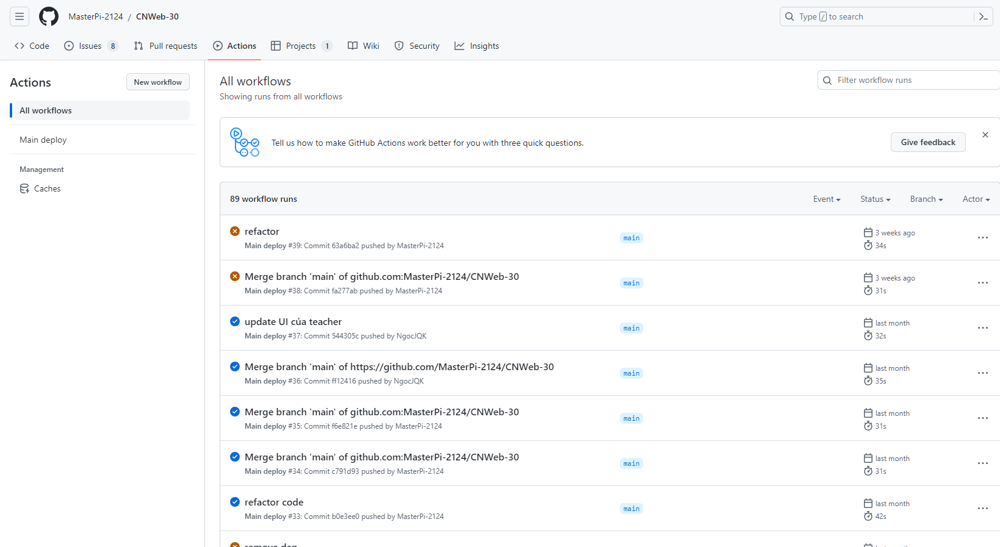 MasterPi-2124 / CNWeb-30
Type / to search
Code
Issues 8
Pull requests
Actions
Projects 1
Wiki
Security
Insights
Actions
New workflow
All workflows
Main deploy
Management
Caches
All workflows
Showing runs from all workflows
Filter workflow runs
Tell us how to make GitHub Actions work better for you with three quick questions.
Give feedback
89 workflow runs
Event
Status
Branch
Actor
refactor
Main deploy #39: Commit 63a6ba2 pushed by MasterPi-2124
main
3 weeks ago
34s
Merge branch 'main' of github.com:MasterPi-2124/CNWeb-30
Main deploy #38: Commit fa277ab pushed by MasterPi-2124
main
3 weeks ago
31s
update UI của teacher
Main deploy #37: Commit 544305c pushed by NgocJQK
main
last month
32s
Merge branch 'main' of https://github.com/MasterPi-2124/CNWeb-30
Main deploy #36: Commit ff12416 pushed by NgocJQK
main
last month
35s
Merge branch 'main' of github.com:MasterPi-2124/CNWeb-30
Main deploy #35: Commit f6e821e pushed by MasterPi-2124
main
last month
31s
Merge branch 'main' of github.com:MasterPi-2124/CNWeb-30
Main deploy #34: Commit c791d93 pushed by MasterPi-2124
main
last month
31s
refactor code
Main deploy #33: Commit b0e3ee0 pushed by MasterPi-2124
main
last month
42s
remove dep